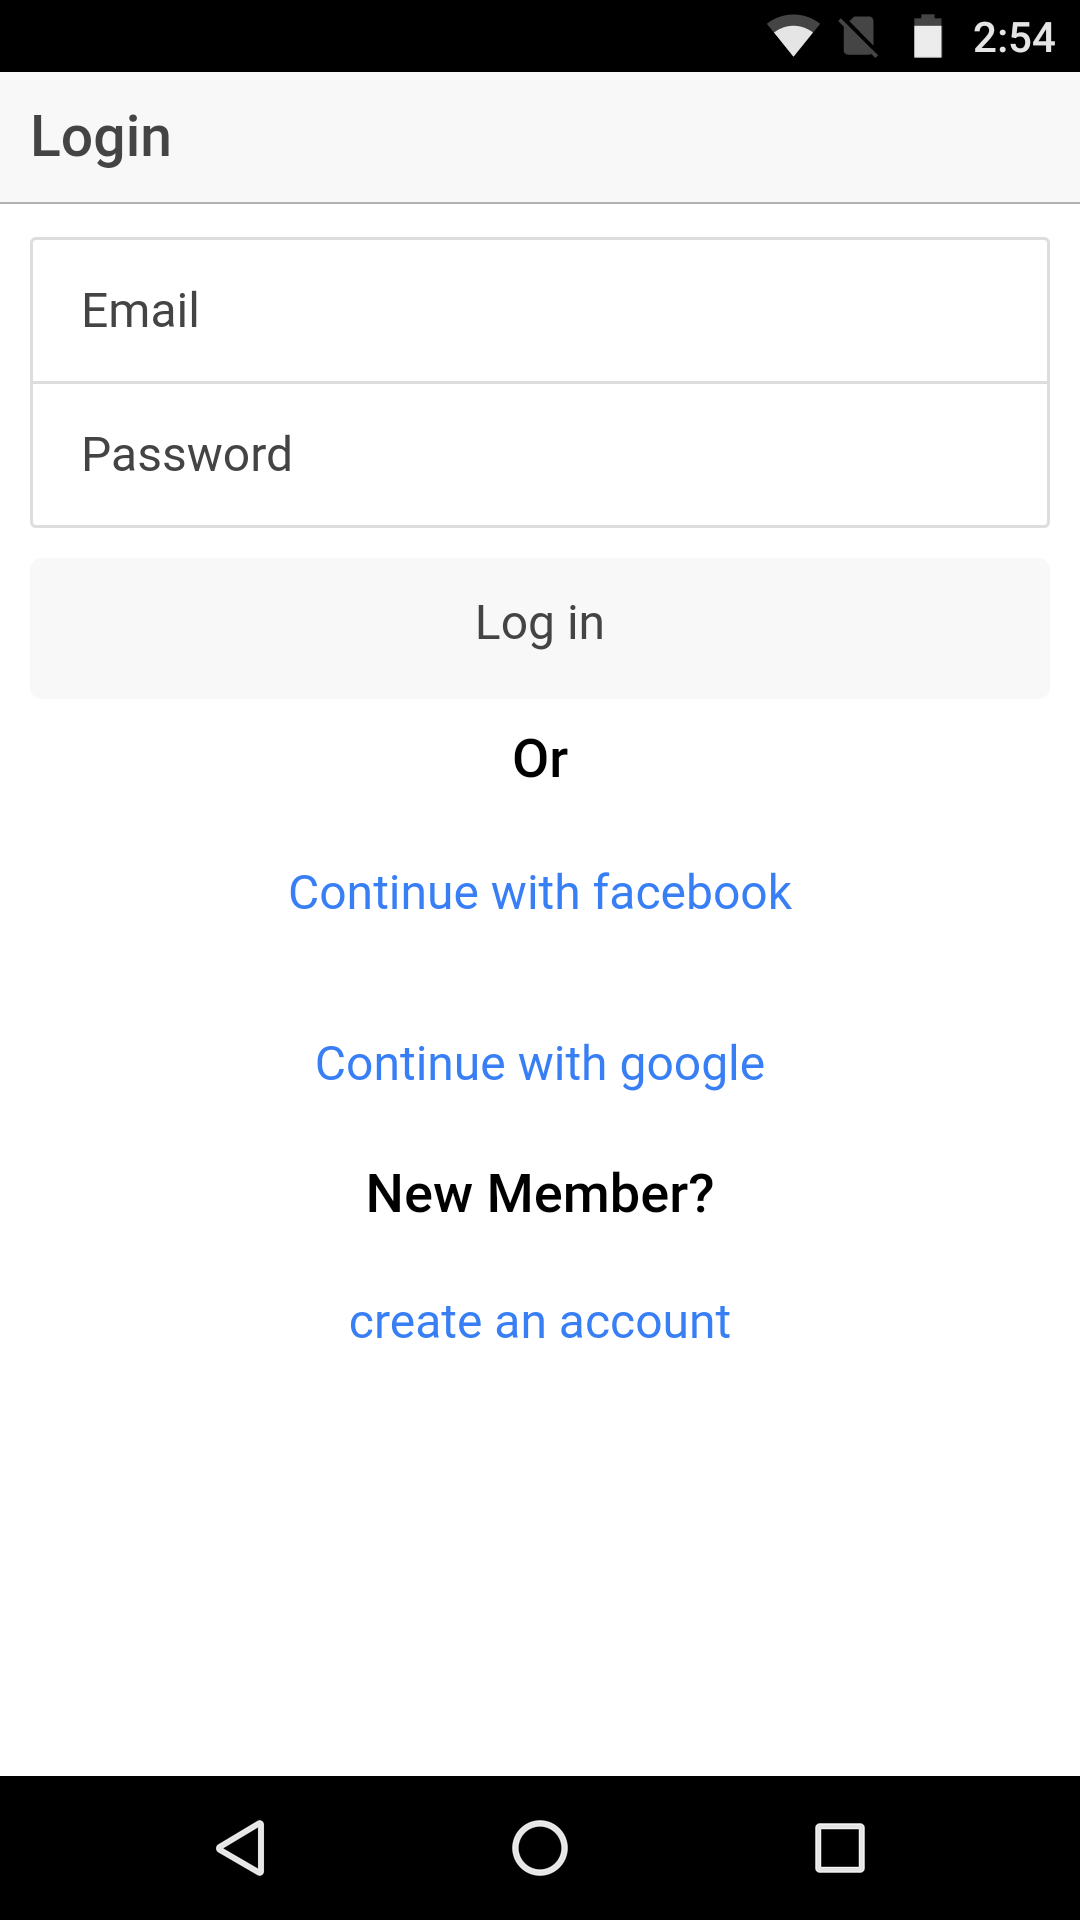 2:54
Login
Email
Password
Log in
Or
Continue with facebook
Continue with google
New Member?
create an account